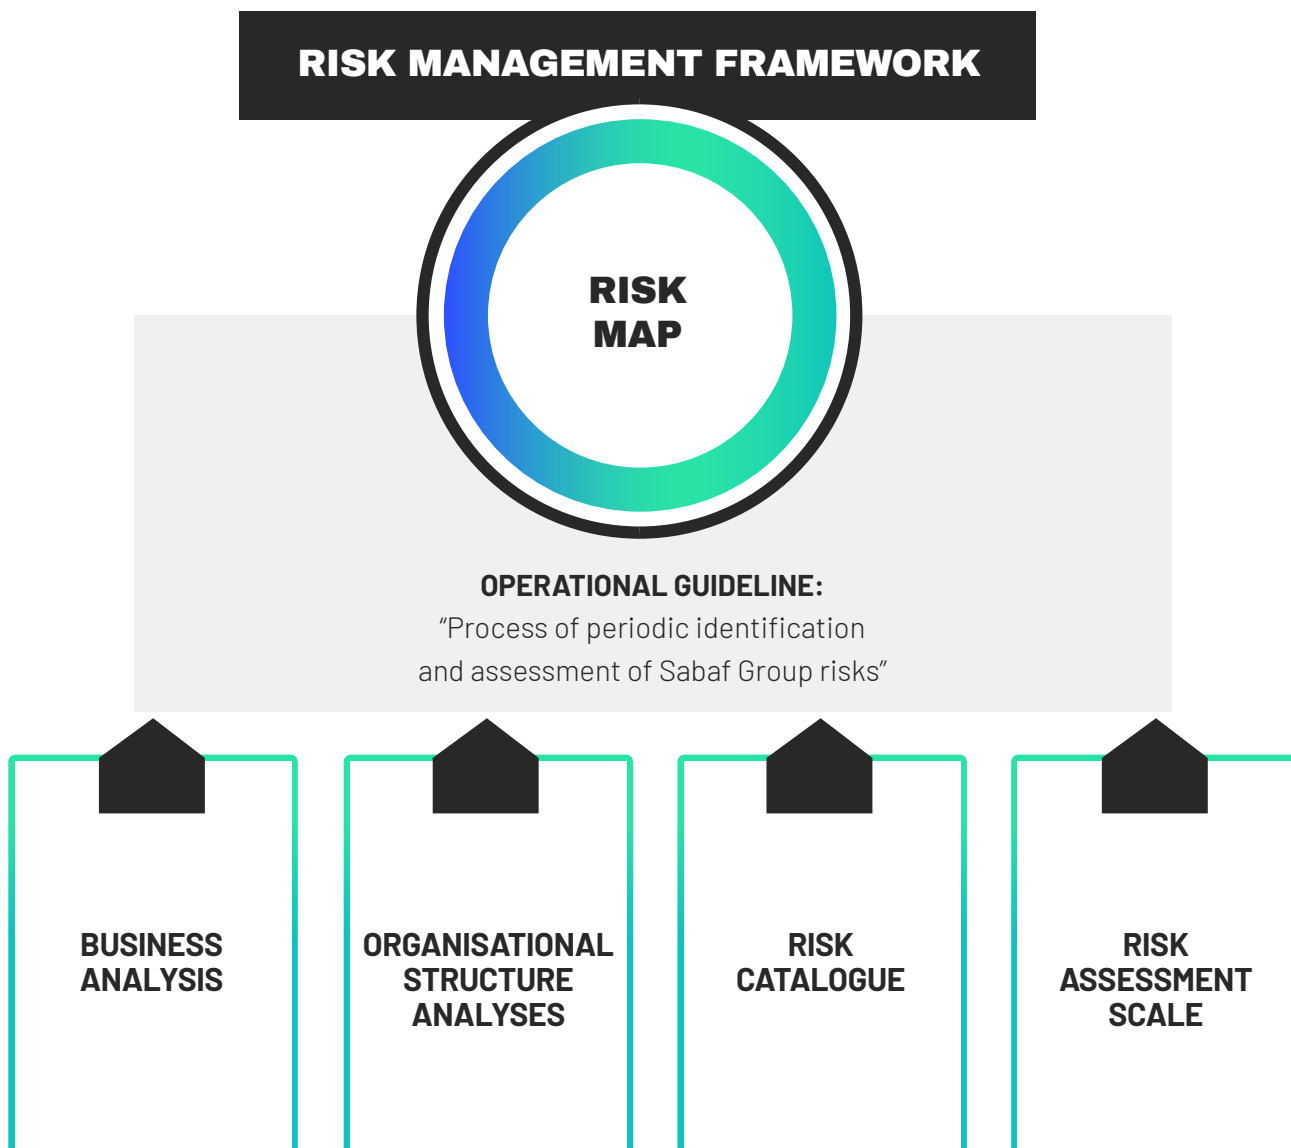 RISK MANAGEMENT FRAMEWORK
RISK
MAP
OPERATIONAL GUIDELINE:
“Process of periodic identification
and assessment of Sabaf Group risks”
BUSINESS
ANALYSIS
ORGANISATIONAL
STRUCTURE
ANALYSES
RISK
CATALOGUE
RISK
ASSESSMENT
SCALE